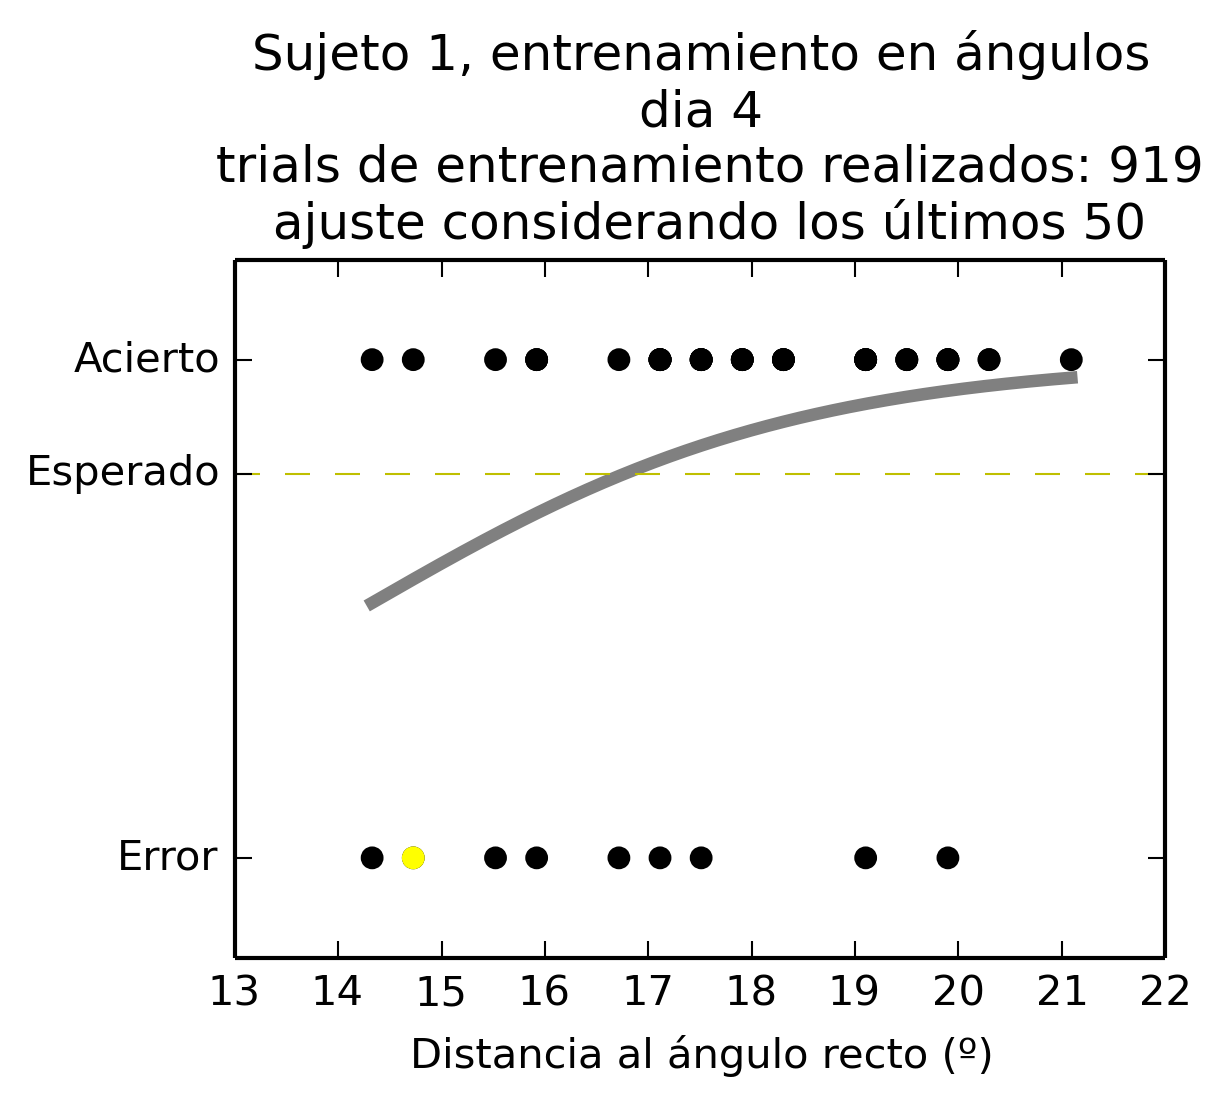 Sujeto 1, entrenamiento en ángulos
dia 4
trials de entrenamiento realizados: 919
ajuste considerando los últimos 50
Acierto
Esperado
Error
13 14 15 16 17 18 19 20 21 22
Distancia al ángulo recto (º)